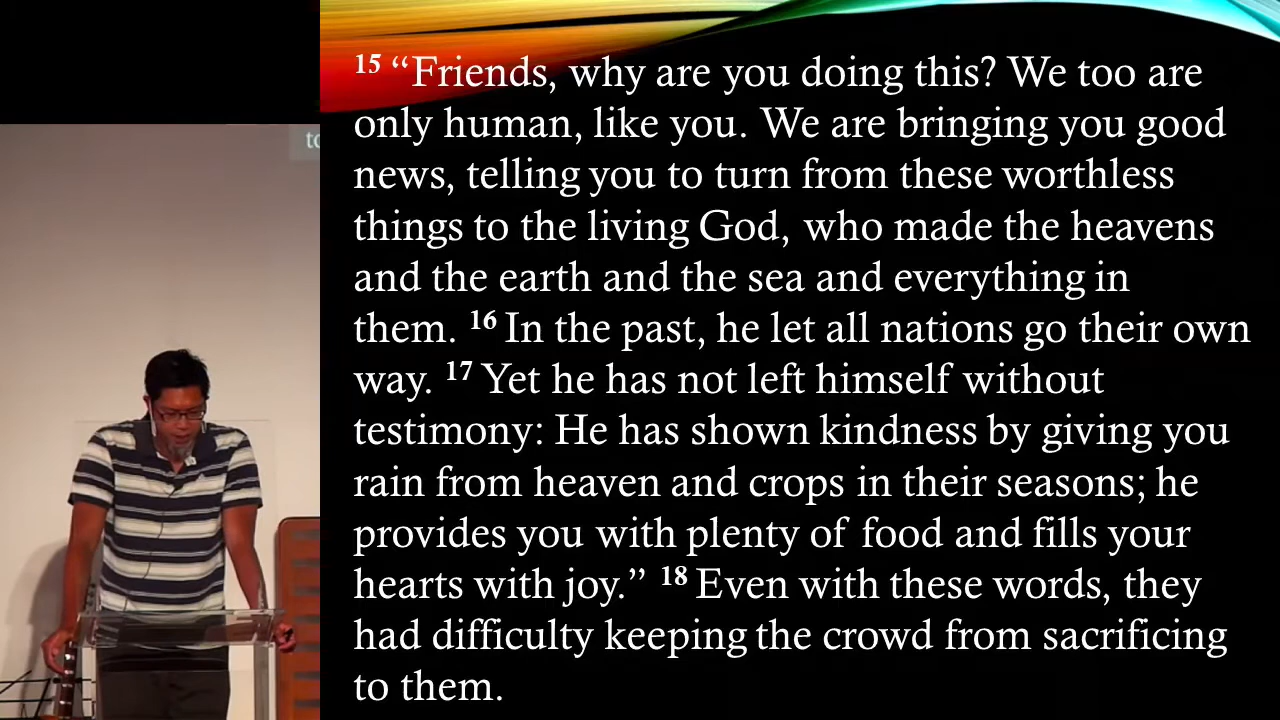 15 “Friends, why are you doing this? We too are
only human, like you. We are bringing you good
news, telling you to turn from these worthless
things to the living God, who made the heavens
and the earth and the sea and everything in
them. 16 In the past, he let all nations go their own
way. 17 Yet he has not left himself without
testimony: He has shown kindness by giving you
rain from heaven and crops in their seasons; he
provides you with plenty of food and fills your
hearts with joy.” 18 Even with these words, they
had difficulty keeping the crowd from sacrificing
to them.